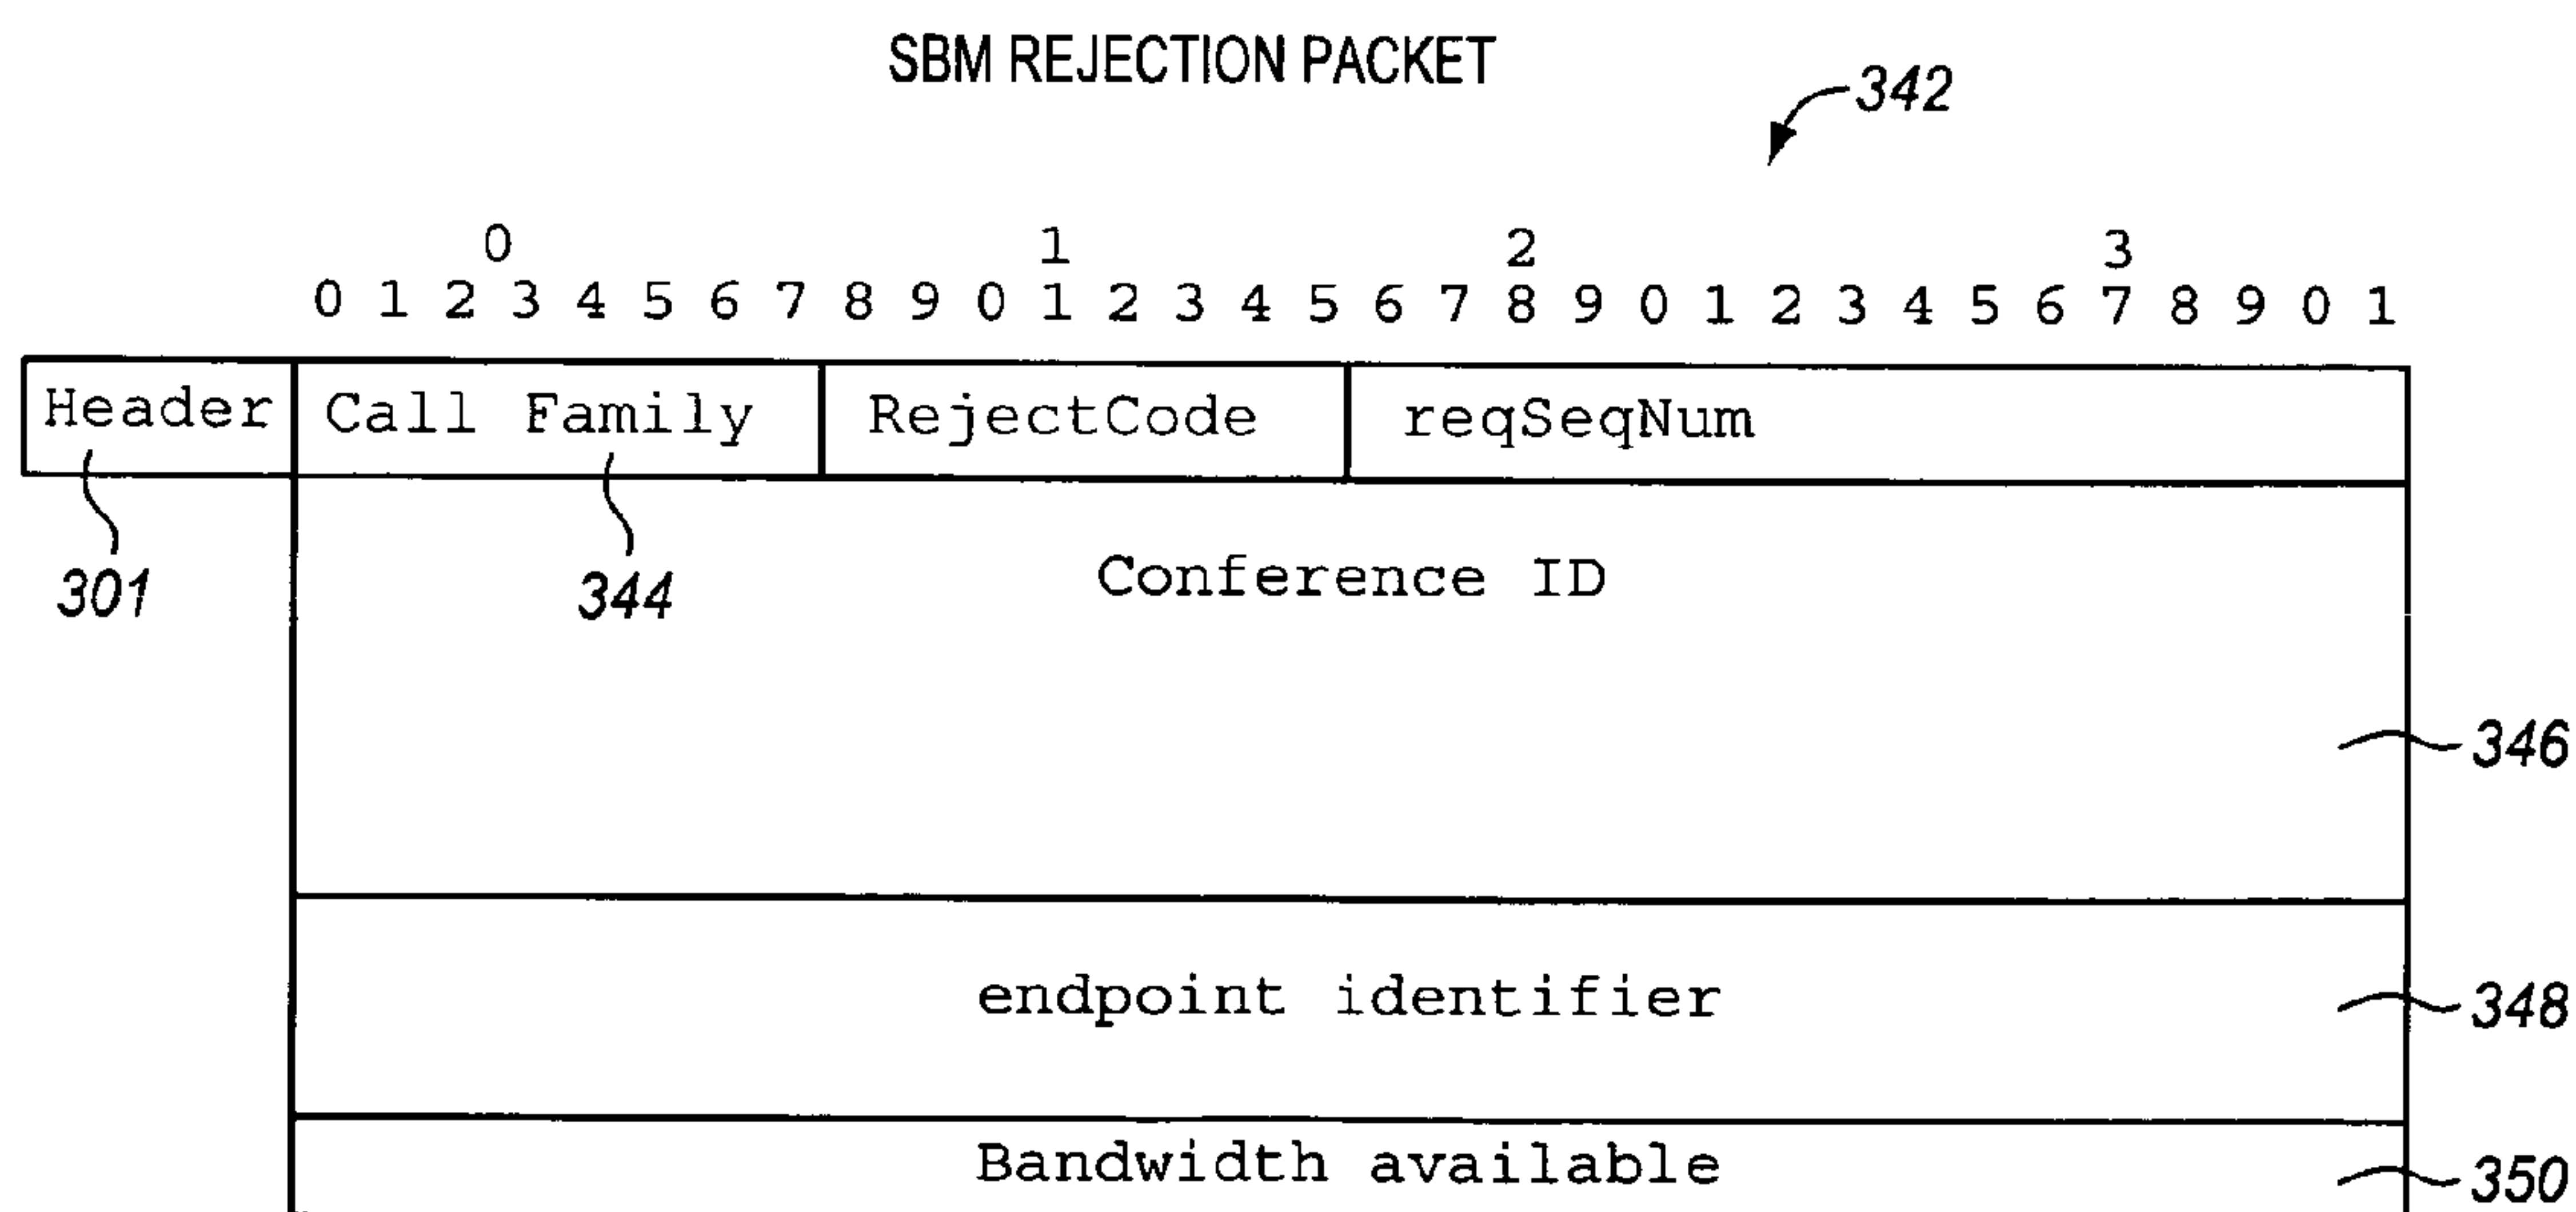 SBM REJECTION PACKET
342
0 1 2 3
0 1 2 3 4 5 6 7 8 9 0 1 2 3 4 5 6 7 8 9 0 1 2 3 4 5 6 7 8 9 0 1
Header Call Family RejectCode reqSeqNum
301 344
Conference ID
346
endpoint identifier
348
Bandwidth available
350